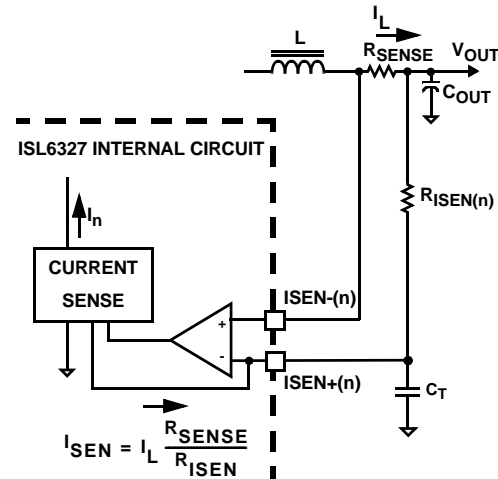 I_L
L
R_SENSE
V_OUT
C_OUT
ISL6327 INTERNAL CIRCUIT
R_ISEN(n)
I_n
CURRENT
SENSE
ISEN-(n)
+
-
ISEN+(n)
C_T
I_SEN = I_L R_SENSE / R_ISEN